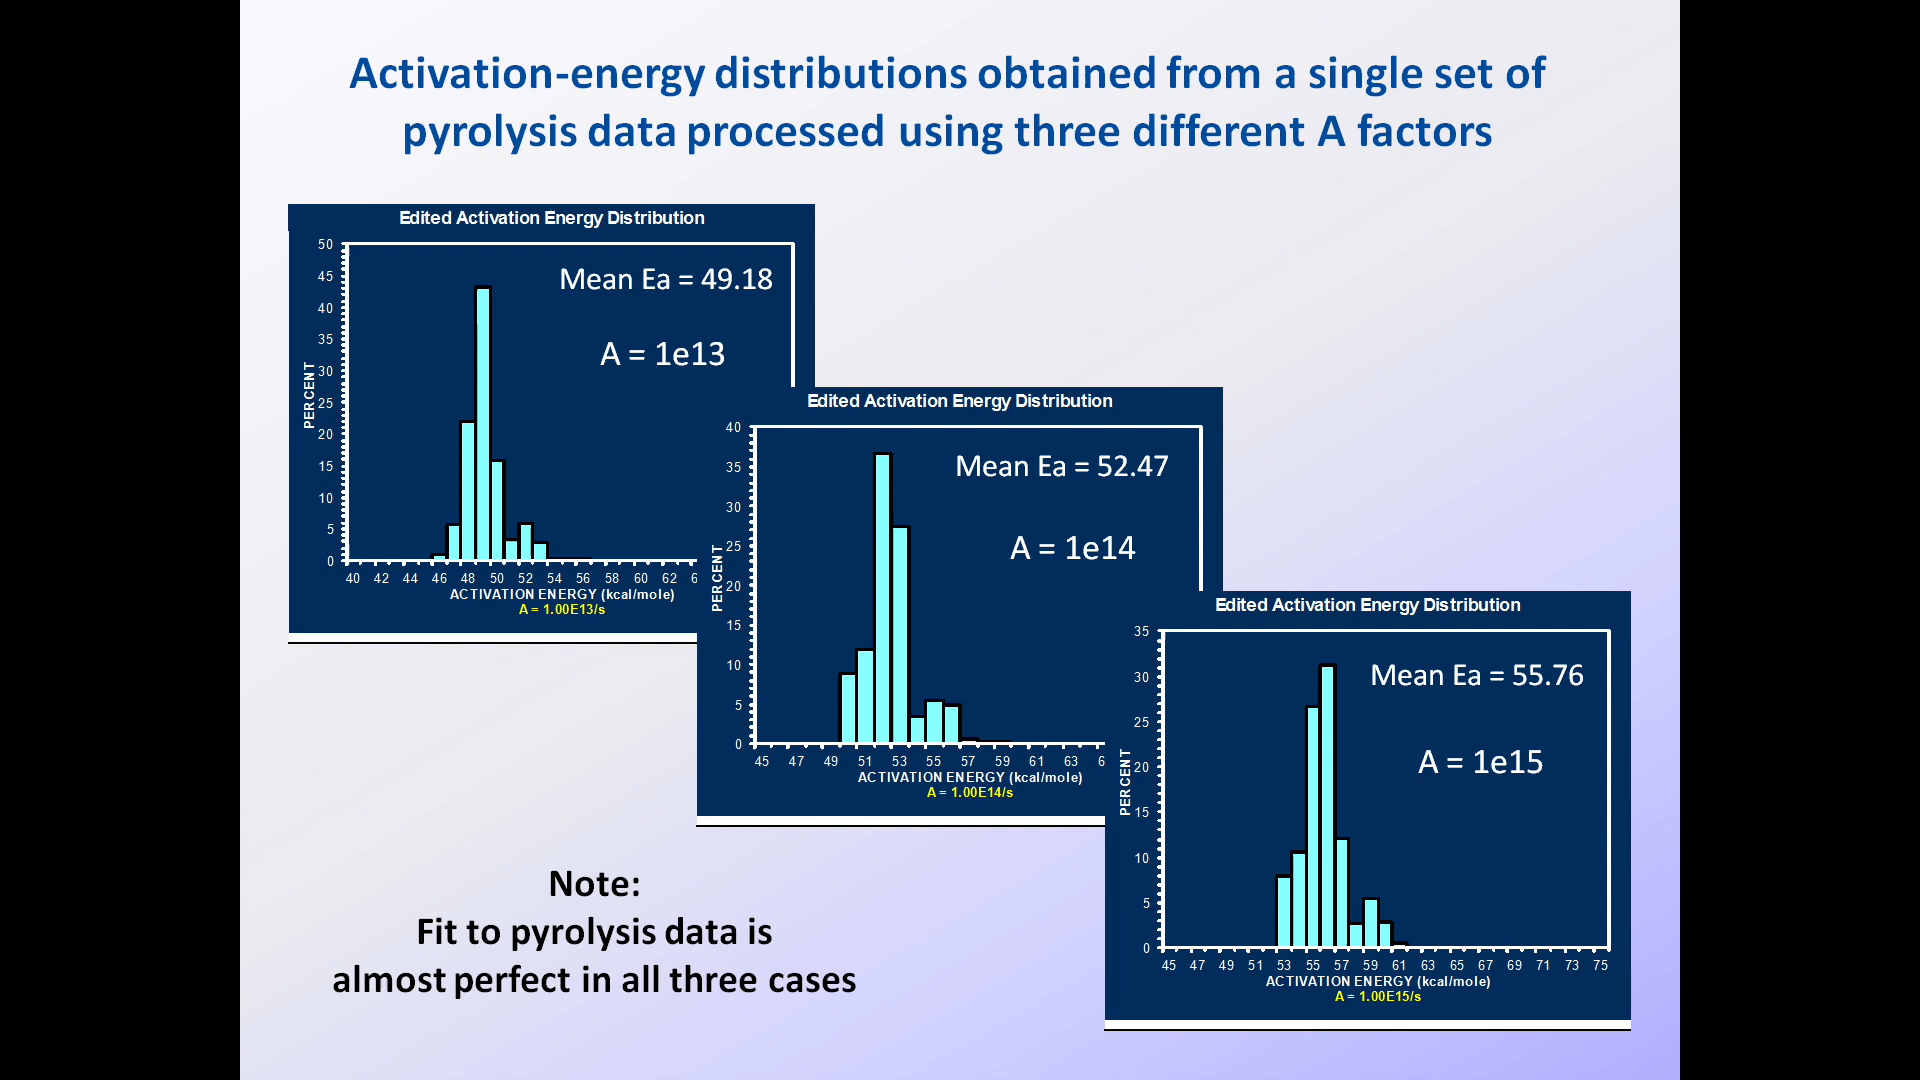 Activation-energy distributions obtained from a single set of
pyrolysis data processed using three different A factors
Edited Activation Energy Distribution
Mean Ea = 49.18
A = 1e13
PERCENT
50
45
40
35
30
25
20
15
10
5
0
40 42 44 46 48 50 52 54 56 58 60 62 6
ACTIVATION ENERGY (kcal/mole)
A = 1.00E13/s
Edited Activation Energy Distribution
Mean Ea = 52.47
A = 1e14
PERCENT
40
35
30
25
20
15
10
5
0
45 47 49 51 53 55 57 59 61 63 6
ACTIVATION ENERGY (kcal/mole)
A = 1.00E14/s
Edited Activation Energy Distribution
Mean Ea = 55.76
A = 1e15
PERCENT
35
30
25
20
15
10
5
0
45 47 49 51 53 55 57 59 61 63 65 67 69 71 73 75
ACTIVATION ENERGY (kcal/mole)
A = 1.00E15/s
Note:
Fit to pyrolysis data is
almost perfect in all three cases